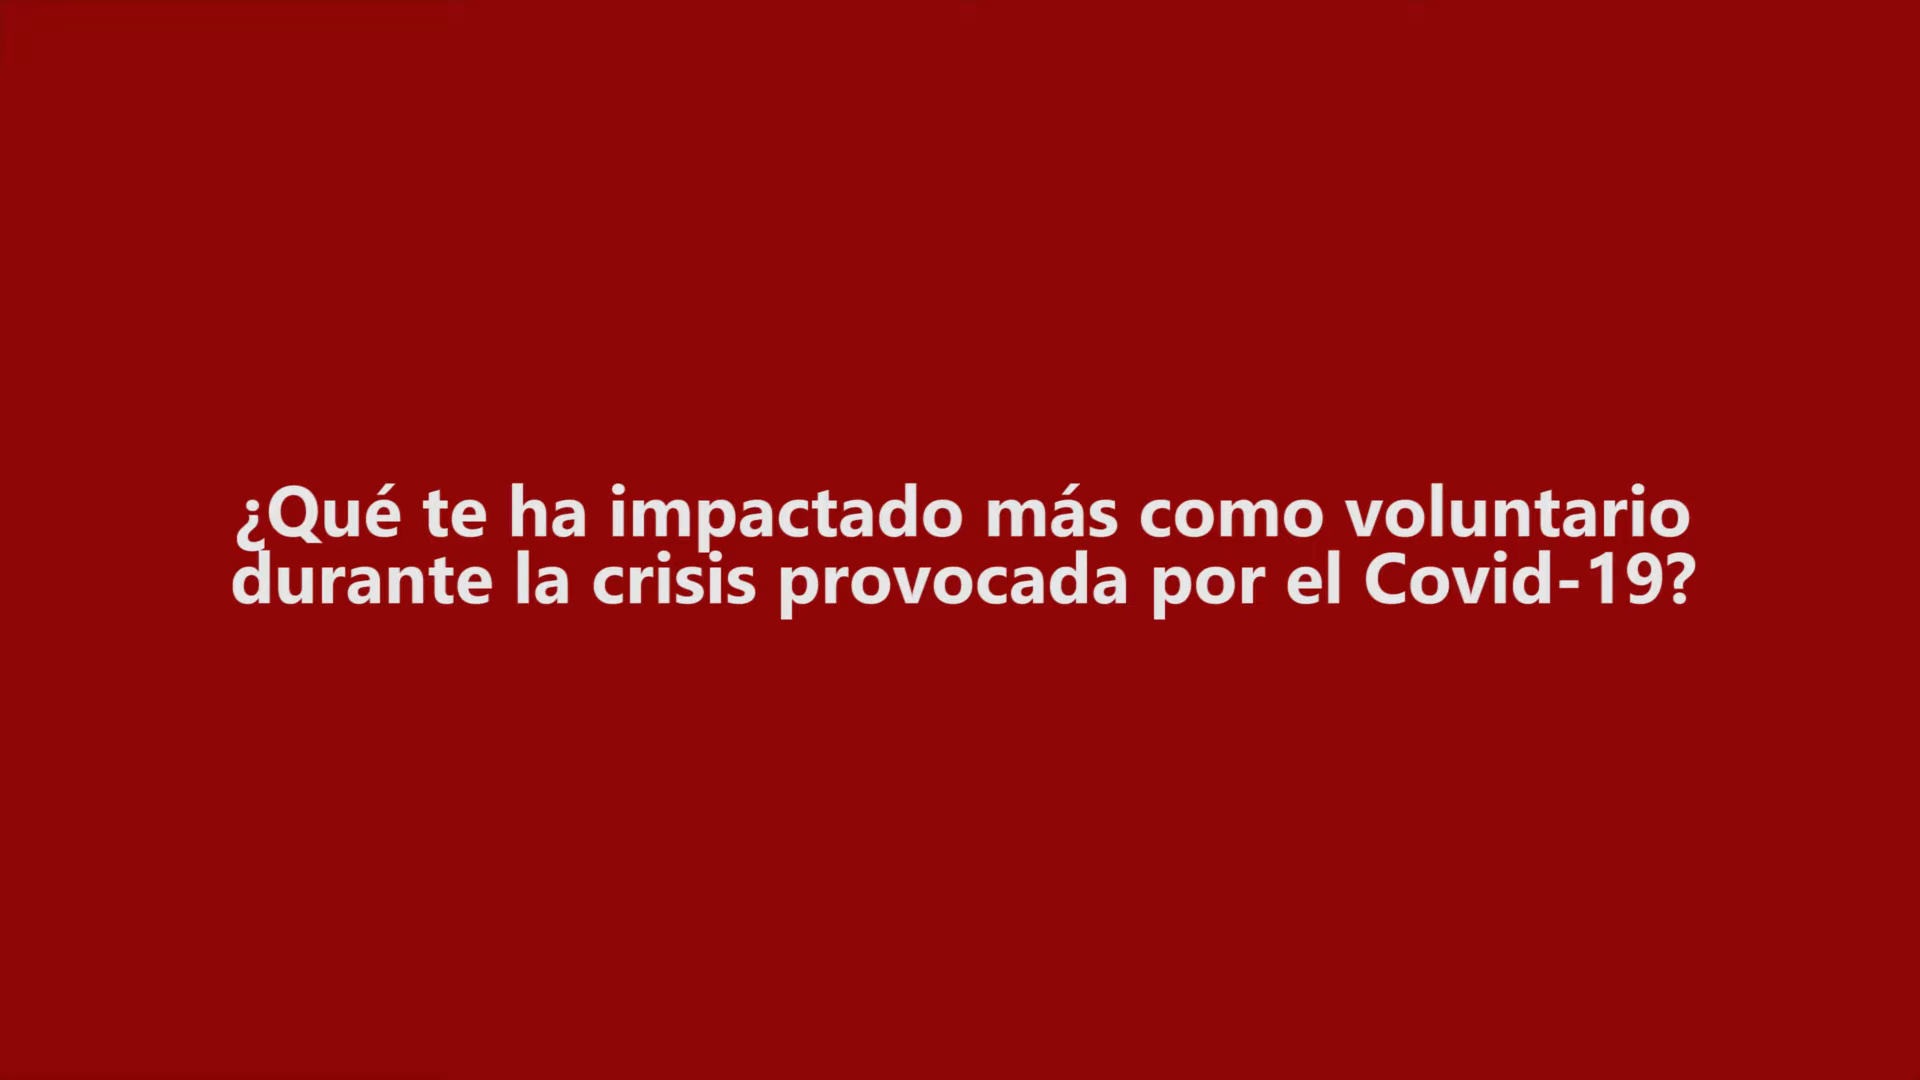 ¿Qué te ha impactado más como voluntario
durante la crisis provocada por el Covid-19?